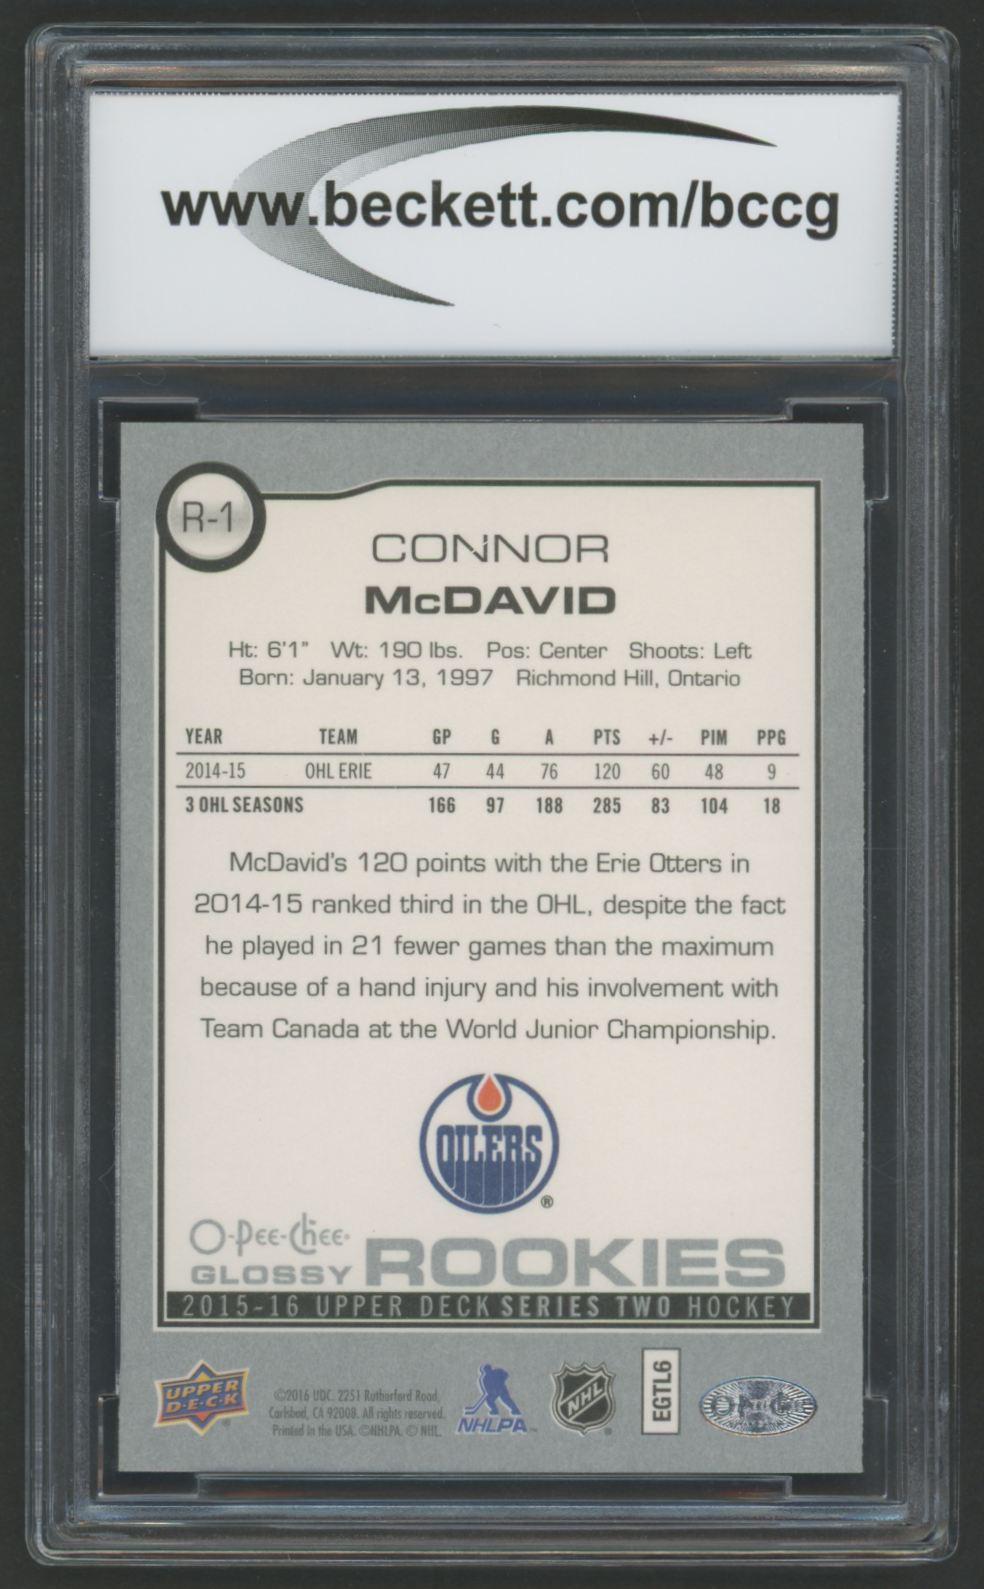 www.beckett.com/bccg
R-1
CONNOR
McDAVID
Ht: 6'1" Wt: 190 lbs. Pos: Center Shoots: Left
Born: January 13, 1997 Richmond Hill, Ontario
YEAR TEAM GP G A PTS +/- PIM PPG
2014-15 OHL ERIE 47 44 76 120 60 48 9
3 OHL SEASONS 166 97 188 285 83 104 18
McDavid's 120 points with the Erie Otters in
2014-15 ranked third in the OHL, despite the fact
he played in 21 fewer games than the maximum
because of a hand injury and his involvement with
Team Canada at the World Junior Championship.
OILERS
®
O-Pee-Chee
GLOSSY ROOKIES
2015-16 UPPER DECK SERIES TWO HOCKEY
UPPER
D·E·C·K
©2016 UDC. 2251 Rutherford Road,
Carlsbad, CA 92008. All rights reserved.
Printed in the USA. ©NHLPA. © NHL.
NHLPA
NHL
EGTL6